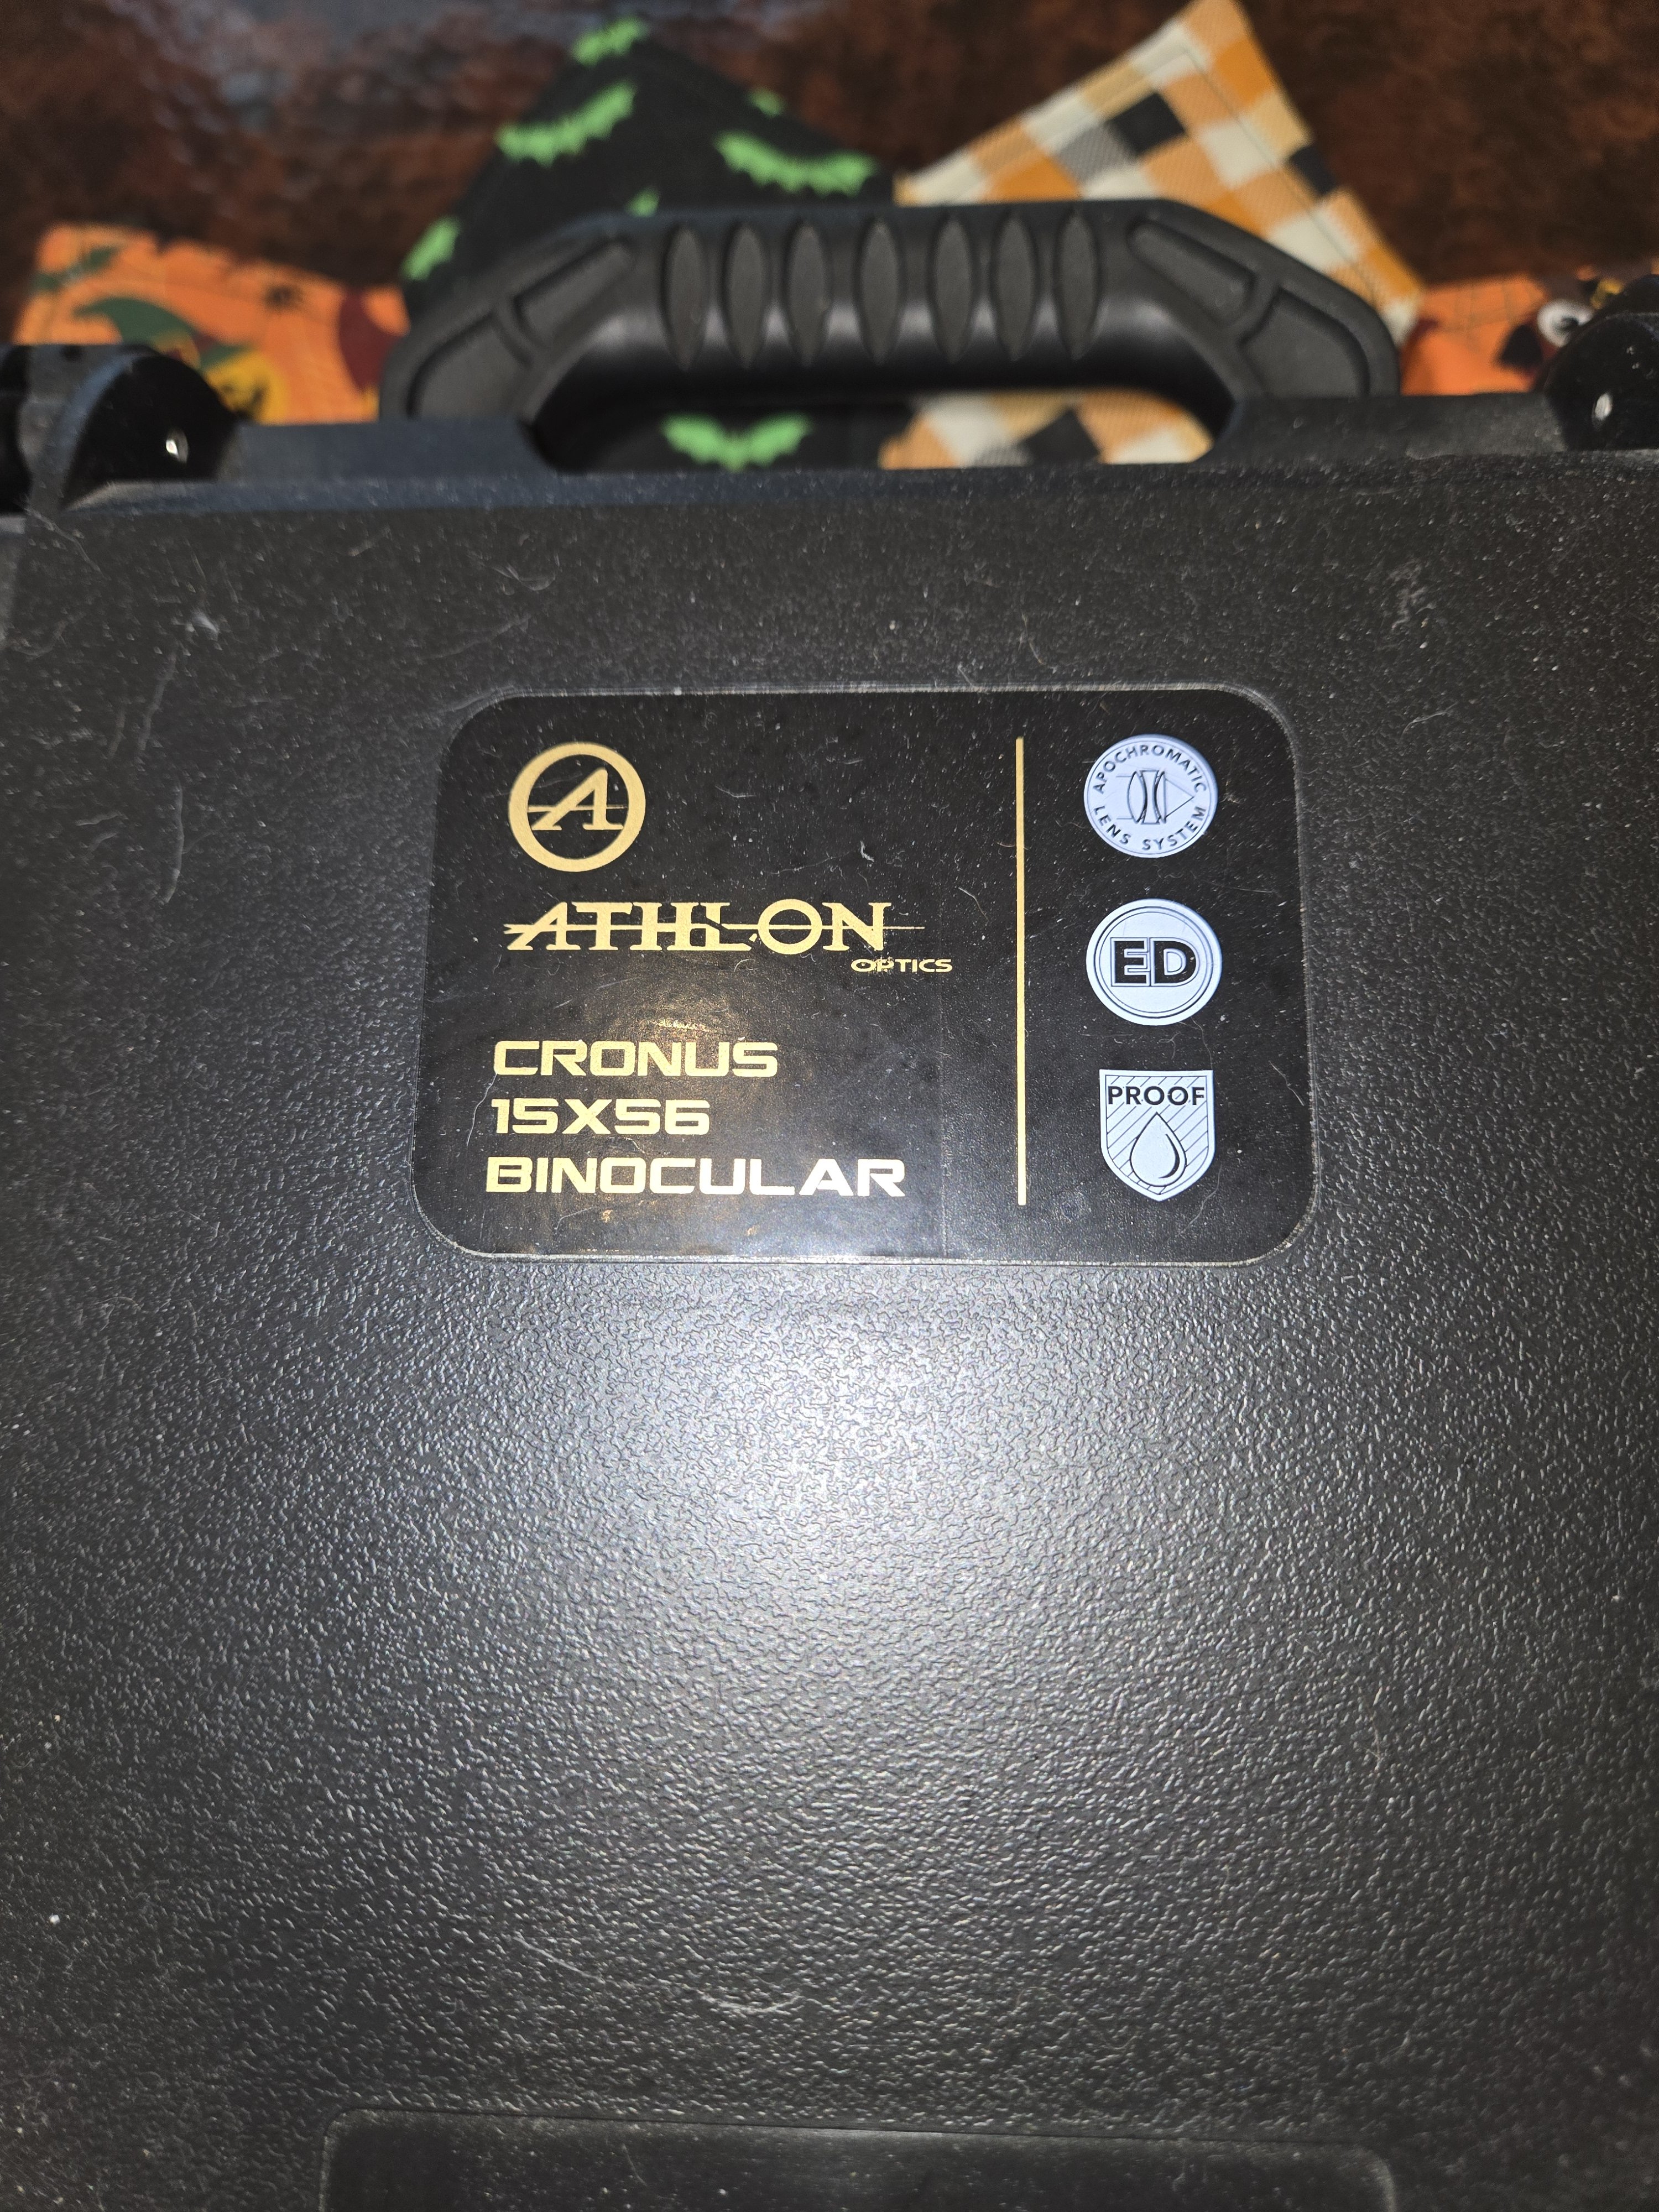 A
ATHLON
OPTICS
CRONUS
15X56
BINOCULAR
APOCHROMATIC
LENS SYSTEM
ED
PROOF